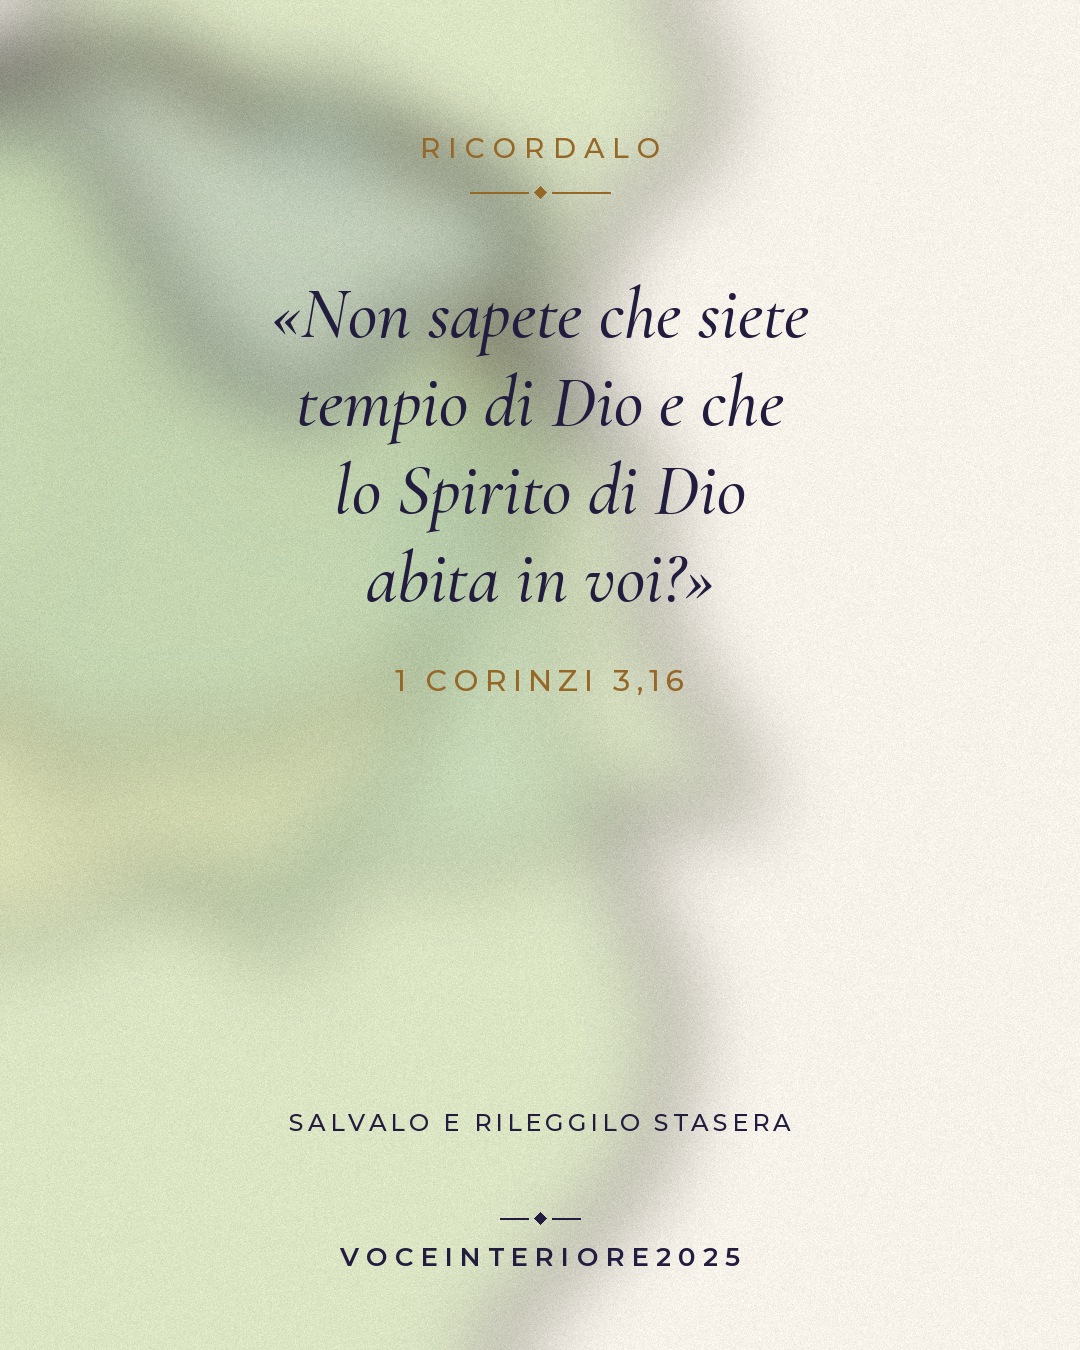 RICORDALO
«Non sapete che siete
tempio di Dio e che
lo Spirito di Dio
abita in voi?»
1 CORINZI 3,16
SALVALO E RILEGGILO STASERA
VOCEINTERIORE2025